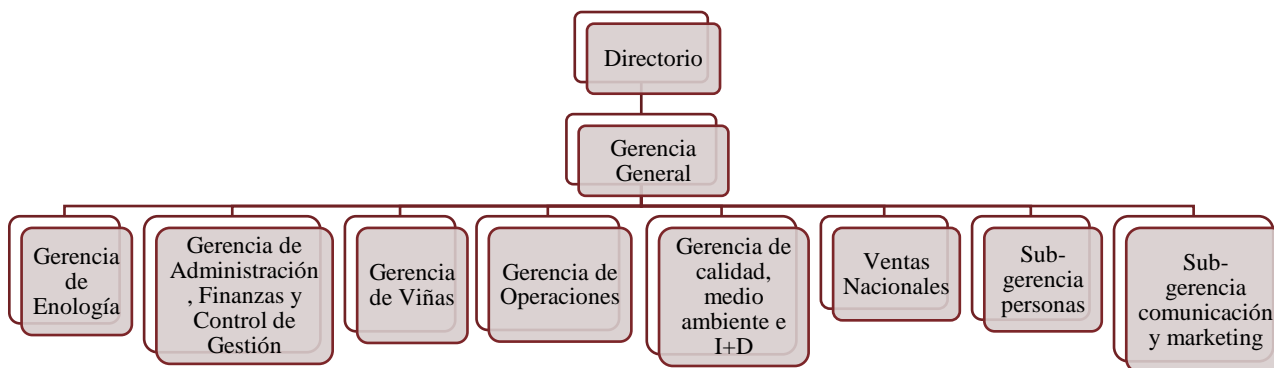 Directorio
Gerencia
General
Gerencia
de
Enología
Gerencia de
Administración
, Finanzas y
Control de
Gestión
Gerencia
de Viñas
Gerencia de
Operaciones
Gerencia de
calidad,
medio
ambiente e
I+D
Ventas
Nacionales
Sub-
gerencia
personas
Sub-
gerencia
comunicación
y marketing